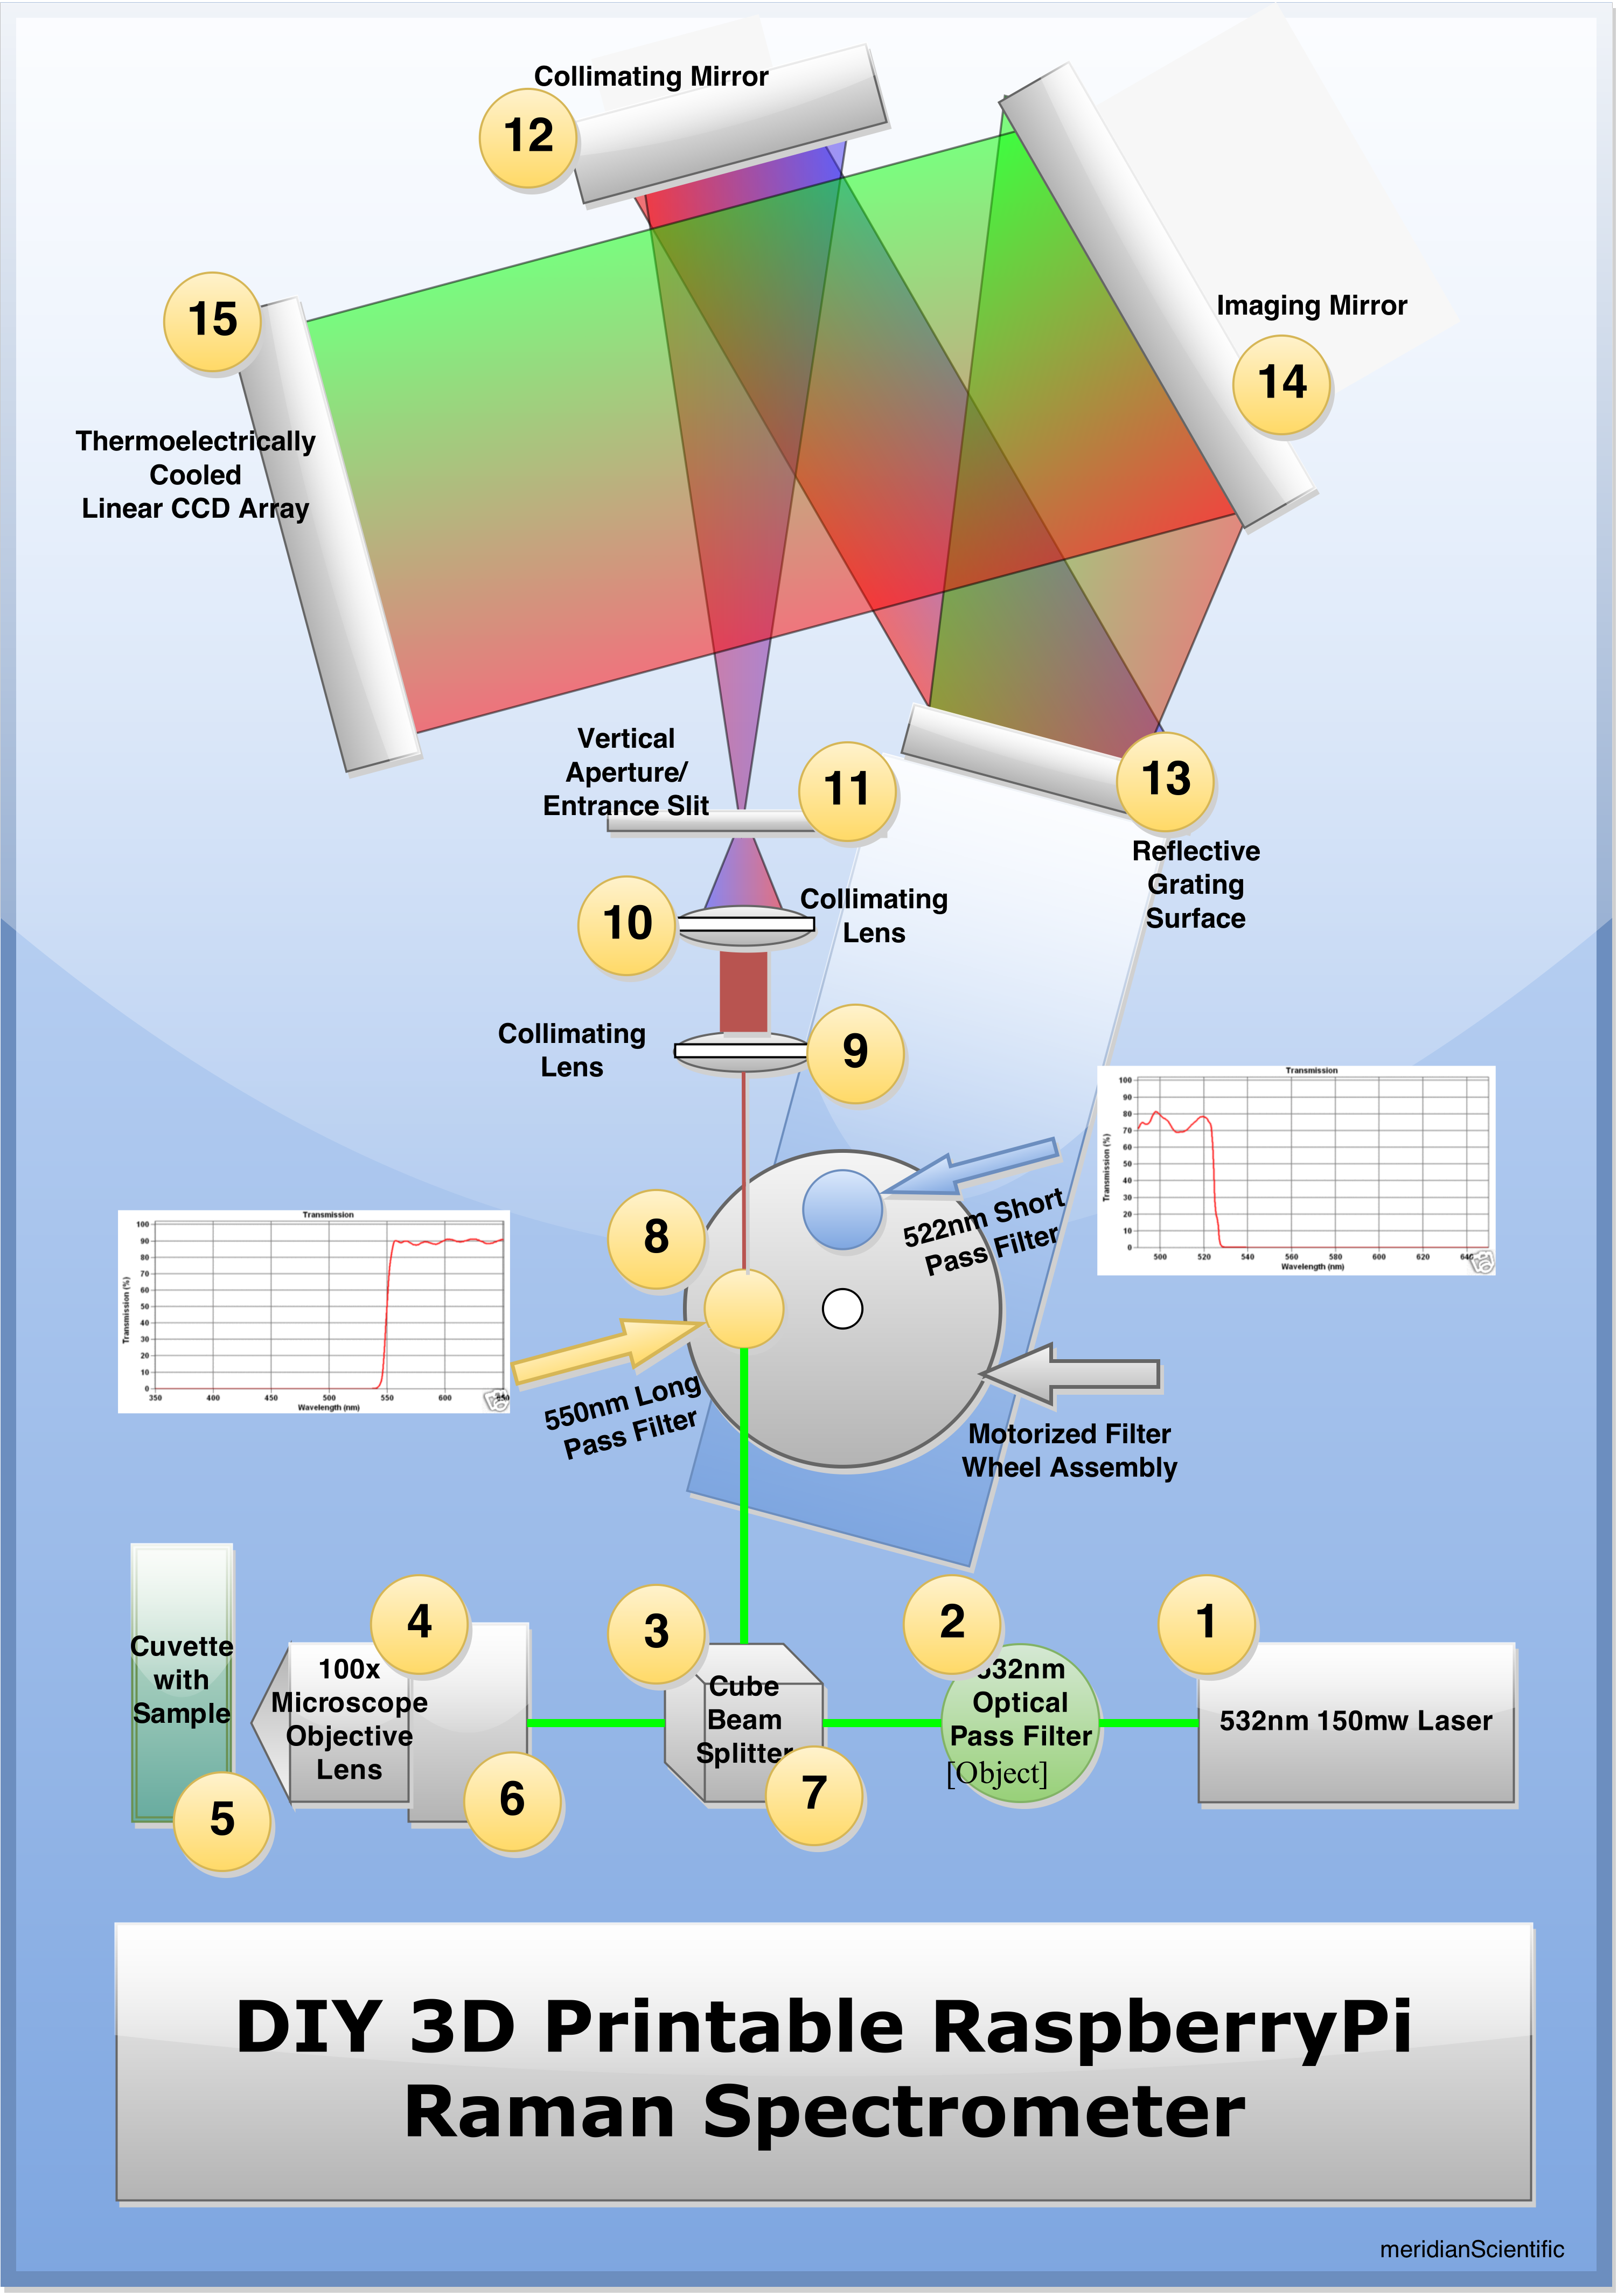 Collimating Mirror
12
15
Imaging Mirror
14
Thermoelectrically
Cooled
Linear CCD Array
Vertical
Aperture/
Entrance Slit
11
13
Reflective
Grating
Surface
10
Collimating
Lens
Collimating
Lens
9
Transmission
100
90
80
70
60
50
40
30
20
10
0
Transmission (%)
500 520 540 560 580 600 620
Wavelength (nm)
8
522nm Short
Pass Filter
Transmission
100
90
80
70
60
50
40
30
20
10
0
Transmission (%)
350 400 450 500 550 600
Wavelength (nm)
550nm Long
Pass Filter
Motorized Filter
Wheel Assembly
4
3
2
1
Cuvette
with
Sample
100x
Microscope
Objective
Lens
Cube
Beam
Splitter
532nm
Optical
Pass Filter
[Object]
532nm 150mw Laser
5
6
7
DIY 3D Printable RaspberryPi
Raman Spectrometer
meridianScientific